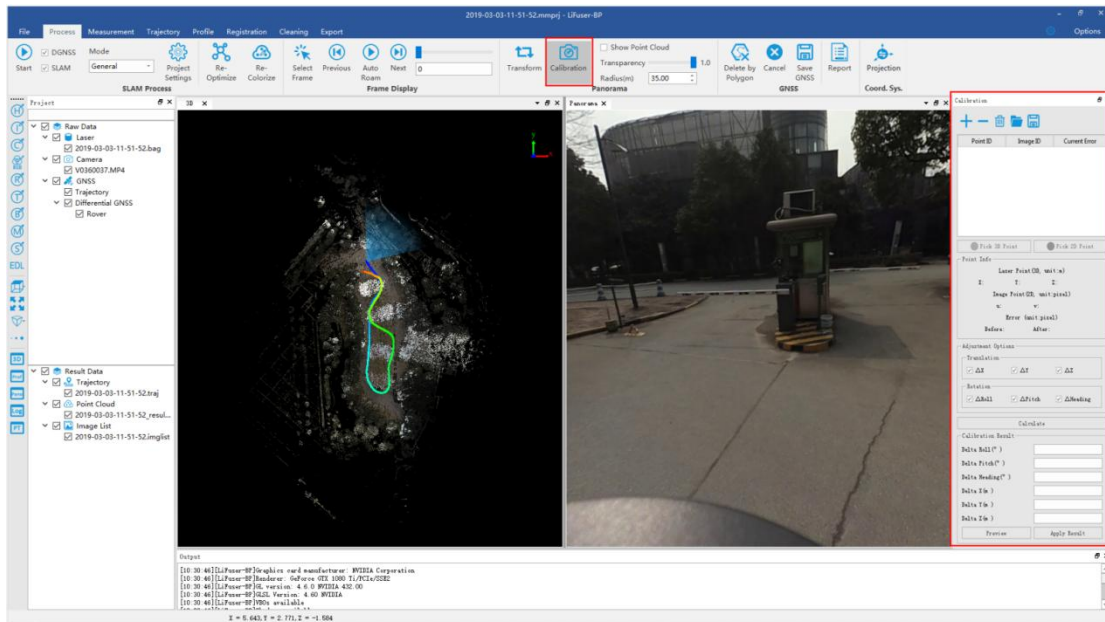 2019-03-03-11-51-52.mmprj - LiFuser-BP
File Process Measurement Trajectory Profile Registration Cleaning Export Options
Start
DGNSS
SLAM
Mode
General
Project Settings
Re-Optimize
Re-Colorize
SLAM Process
Select Frame
Previous
Auto Roam
Next
0
Frame Display
Transform
Calibration
Show Point Cloud
Transparency 1.0
Radius(m) 35.00
Panorama
Delete by Polygon
Cancel
Save GNSS
Report
GNSS
Projection
Coord. Sys.
Project
Raw Data
Laser
2019-03-03-11-51-52.bag
Camera
V0360037.MP4
GNSS
Trajectory
Differential GNSS
Rover
EDL
3D
Result Data
Trajectory
2019-03-03-11-51-52.traj
Point Cloud
2019-03-03-11-51-52_resul...
Image List
2019-03-03-11-51-52.imglist
3D
Panorama
Calibration
Point ID Image ID Current Error
Pick 3D Point Pick 2D Point
Point Info
Laser Point(3D, unit:m)
X: Y: Z:
Image Point(2D, unit:pixel)
u: v:
Error (unit:pixel)
Before: After:
Adjustment Options
Translation
ΔX ΔY ΔZ
Rotation
ΔRoll ΔPitch ΔHeading
Calculate
Calibration Result
Delta Roll(°)
Delta Pitch(°)
Delta Heading(°)
Delta X(m )
Delta Y(m )
Delta Z(m )
Preview Apply Result
Output
[10:30:46][LiFuser-BP]Graphics card manufacturer: NVIDIA Corporation
[10:30:46][LiFuser-BP]Renderer: GeForce GTX 1080 Ti/PCIe/SSE2
[10:30:46][LiFuser-BP]GL version: 4.6.0 NVIDIA 432.00
[10:30:46][LiFuser-BP]GLSL Version: 4.60 NVIDIA
[10:30:46][LiFuser-BP]VBOs available
X = 5.643,Y = 2.771,Z = -1.584